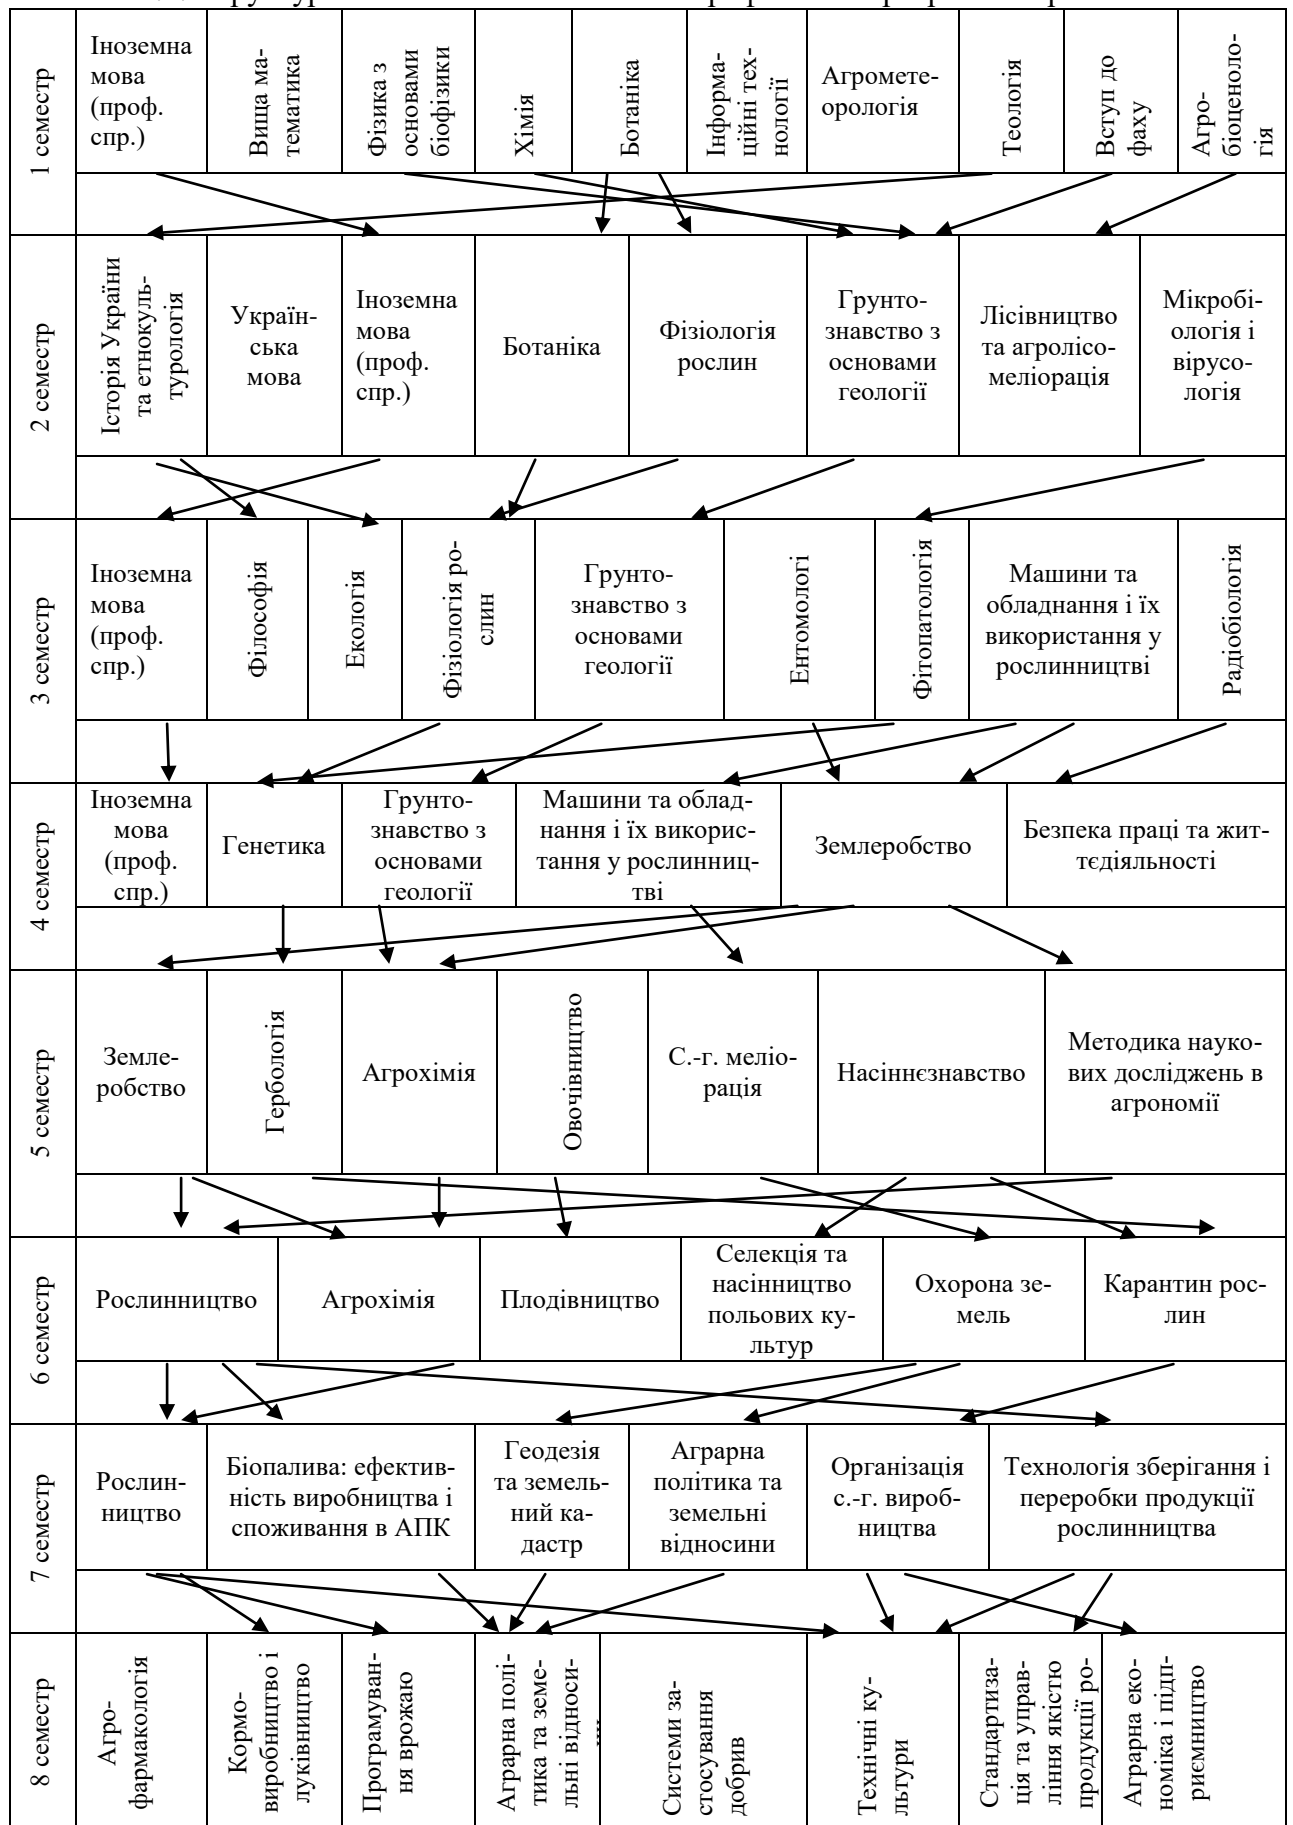 1 семестр
Іноземна
мова
(проф.
спр.)
Вища ма-
тематика
Фізика з
основами
біофізики
Хімія
Ботаніка
Інформа-
ційні тех-
нології
Агромете-
орологія
Теологія
Вступ до
фаху
Агро-
біоценоло-
гія
2 семестр
Історія України
та етнокуль-
турологія
Україн-
ська
мова
Іноземна
мова
(проф.
спр.)
Ботаніка
Фізіологія
рослин
Грунто-
знавство з
основами
геології
Лісівництво
та агролісо-
меліорація
Мікробі-
ологія і
вірусо-
логія
3 семестр
Іноземна
мова
(проф.
спр.)
Філософія
Екологія
Фізіологія ро-
слин
Грунто-
знавство з
основами
геології
Ентомологі
Фітопатологія
Машини та
обладнання і їх
використання у
рослинництві
Радіобіологія
4 семестр
Іноземна
мова
(проф.
спр.)
Генетика
Грунто-
знавство з
основами
геології
Машини та облад-
нання і їх викорис-
тання у рослинниц-
тві
Землеробство
Безпека праці та жит-
тєдіяльності
5 семестр
Земле-
робство
Гербологія
Агрохімія
Овочівництво
С.-г. меліо-
рація
Насіннєзнавство
Методика науко-
вих досліджень в
агрономії
6 семестр
Рослинництво
Агрохімія
Плодівництво
Селекція та
насінництво
польових ку-
льтур
Охорона зе-
мель
Карантин рос-
лин
7 семестр
Рослин-
ництво
Біопалива: ефектив-
ність виробництва і
споживання в АПК
Геодезія
та земель-
ний ка-
дастр
Аграрна
політика та
земельні
відносини
Організація
с.-г. вироб-
ництва
Технологія зберігання і
переробки продукції
рослинництва
8 семестр
Агро-
фармакологія
Кормо-
виробництво і
луківництво
Програмуван-
ня врожаю
Аграрна полі-
тика та земе-
льні відноси-
Системи за-
стосування
добрив
Технічні ку-
льтури
Стандартиза-
ція та управ-
ління якістю
продукції ро-
Аграрна еко-
номіка і підп-
риємництво